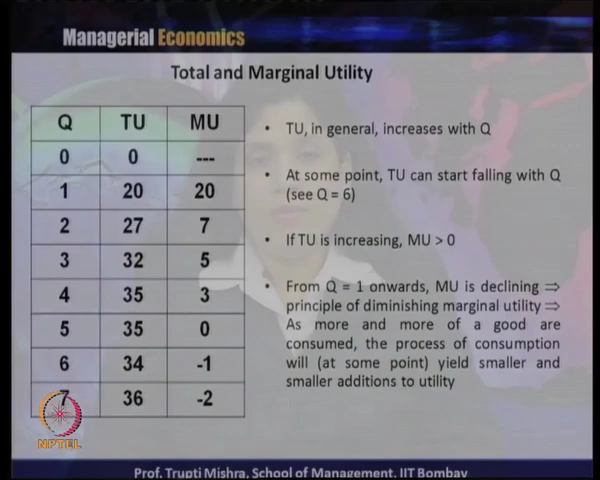 Managerial Economics
Total and Marginal Utility
Q TU MU
0 0 ---
1 20 20
2 27 7
3 32 5
4 35 3
5 35 0
6 34 -1
7 36 -2
• TU, in general, increases with Q
• At some point, TU can start falling with Q
(see Q = 6)
• If TU is increasing, MU > 0
• From Q = 1 onwards, MU is declining ⇒
principle of diminishing marginal utility ⇒
As more and more of a good are
consumed, the process of consumption
will (at some point) yield smaller and
smaller additions to utility
NPTEL
Prof. Trupti Mishra, School of Management, IIT Bombay